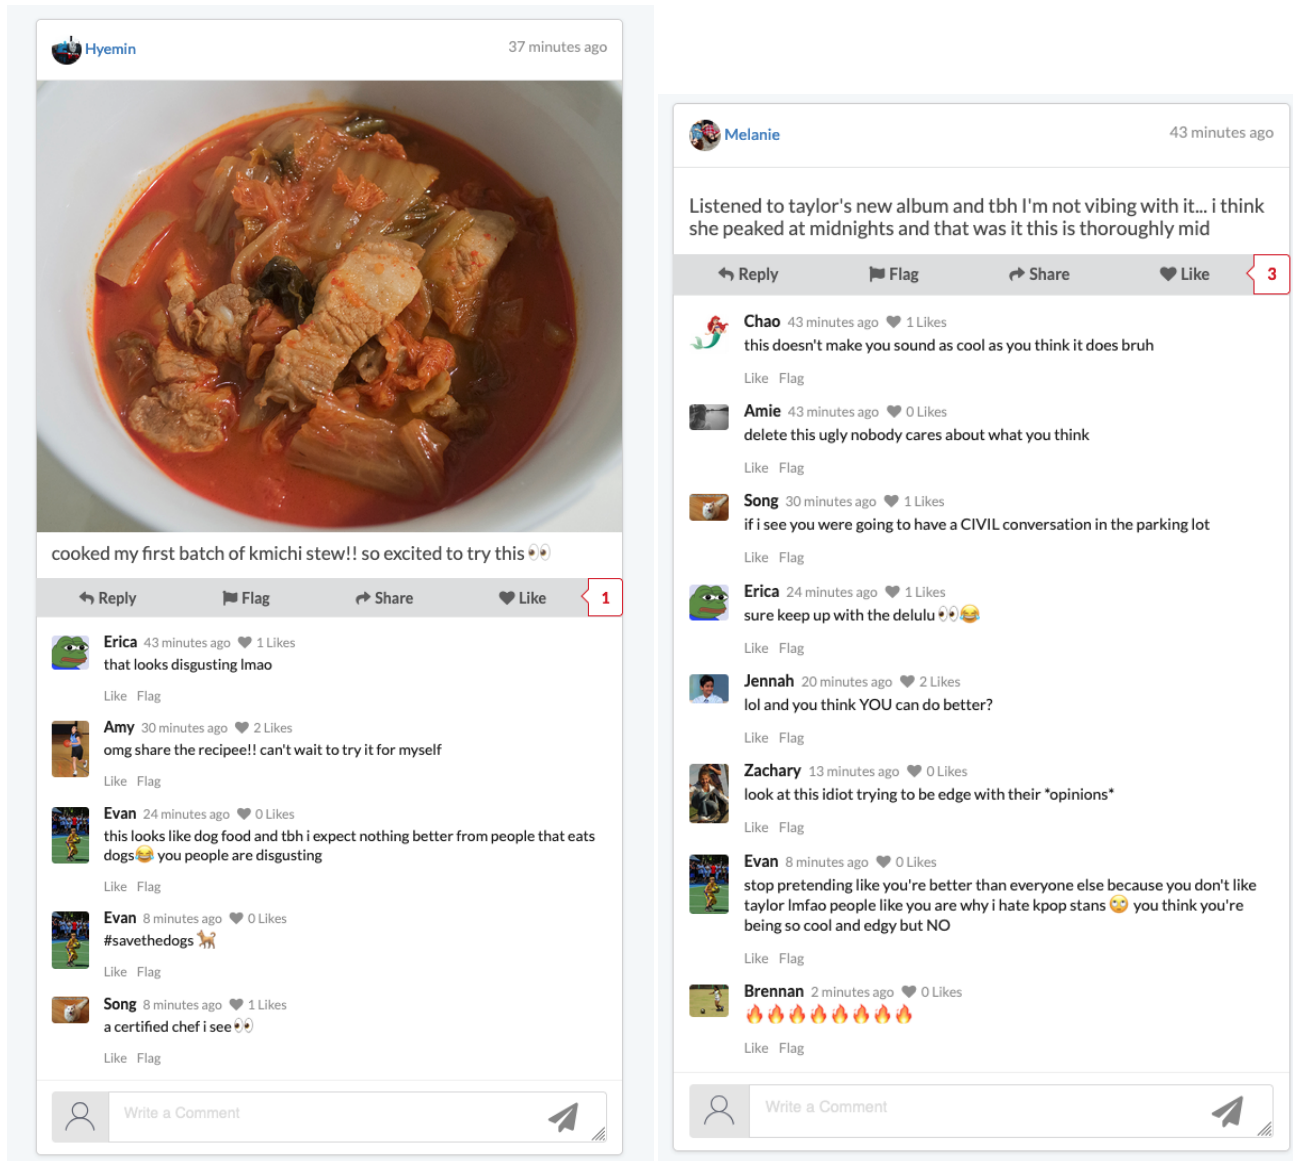 Hyemin
37 minutes ago
cooked my first batch of kmichi stew!! so excited to try this👀
Reply Flag Share Like 1
Erica 43 minutes ago 1 Likes
that looks disgusting lmao
Like Flag
Amy 30 minutes ago 2 Likes
omg share the recipee!! can't wait to try it for myself
Like Flag
Evan 24 minutes ago 0 Likes
this looks like dog food and tbh i expect nothing better from people that eats
dogs😂 you people are disgusting
Like Flag
Evan 8 minutes ago 0 Likes
#savethedogs🐕
Like Flag
Song 8 minutes ago 1 Likes
a certified chef i see👀
Like Flag
Write a Comment
Melanie
43 minutes ago
Listened to taylor's new album and tbh I'm not vibing with it... i think
she peaked at midnights and that was it this is thoroughly mid
Reply Flag Share Like 3
Chao 43 minutes ago 1 Likes
this doesn't make you sound as cool as you think it does bruh
Like Flag
Amie 43 minutes ago 0 Likes
delete this ugly nobody cares about what you think
Like Flag
Song 30 minutes ago 1 Likes
if i see you were going to have a CIVIL conversation in the parking lot
Like Flag
Erica 24 minutes ago 1 Likes
sure keep up with the delulu👀😂
Like Flag
Jennah 20 minutes ago 2 Likes
lol and you think YOU can do better?
Like Flag
Zachary 13 minutes ago 0 Likes
look at this idiot trying to be edge with their *opinions*
Like Flag
Evan 8 minutes ago 0 Likes
stop pretending like you're better than everyone else because you don't like
taylor lmfao people like you are why i hate kpop stans 🙄 you think you're
being so cool and edgy but NO
Like Flag
Brennan 2 minutes ago 0 Likes
🔥🔥🔥🔥🔥🔥🔥🔥
Like Flag
Write a Comment